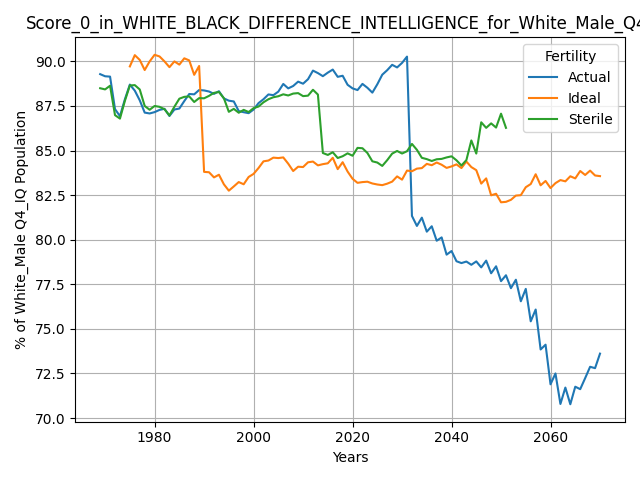 Score_0_in_WHITE_BLACK_DIFFERENCE_INTELLIGENCE_for_White_Male_Q4
% of White_Male Q4_IQ Population
90.0
87.5
85.0
82.5
80.0
77.5
75.0
72.5
70.0
Fertility
Actual
Ideal
Sterile
1980
2000
2020
2040
2060
Years